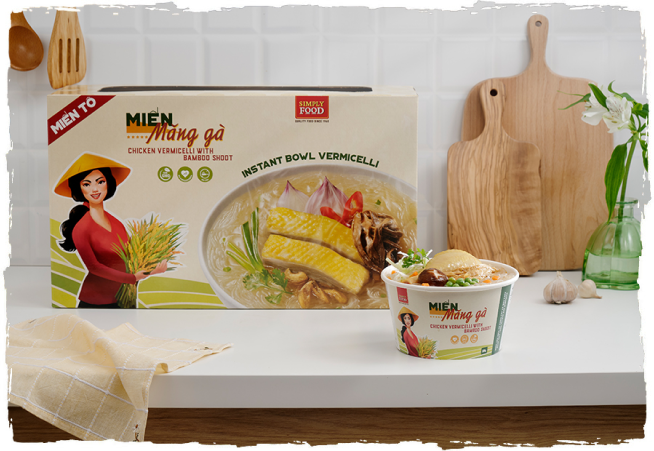 MIẾN TÔ
MIẾN
Măng gà
CHICKEN VERMICELLI WITH
BAMBOO SHOOT
SIMPLY
FOOD
INSTANT BOWL VERMICELLI
MIẾN
Măng gà
CHICKEN VERMICELLI WITH
BAMBOO SHOOT